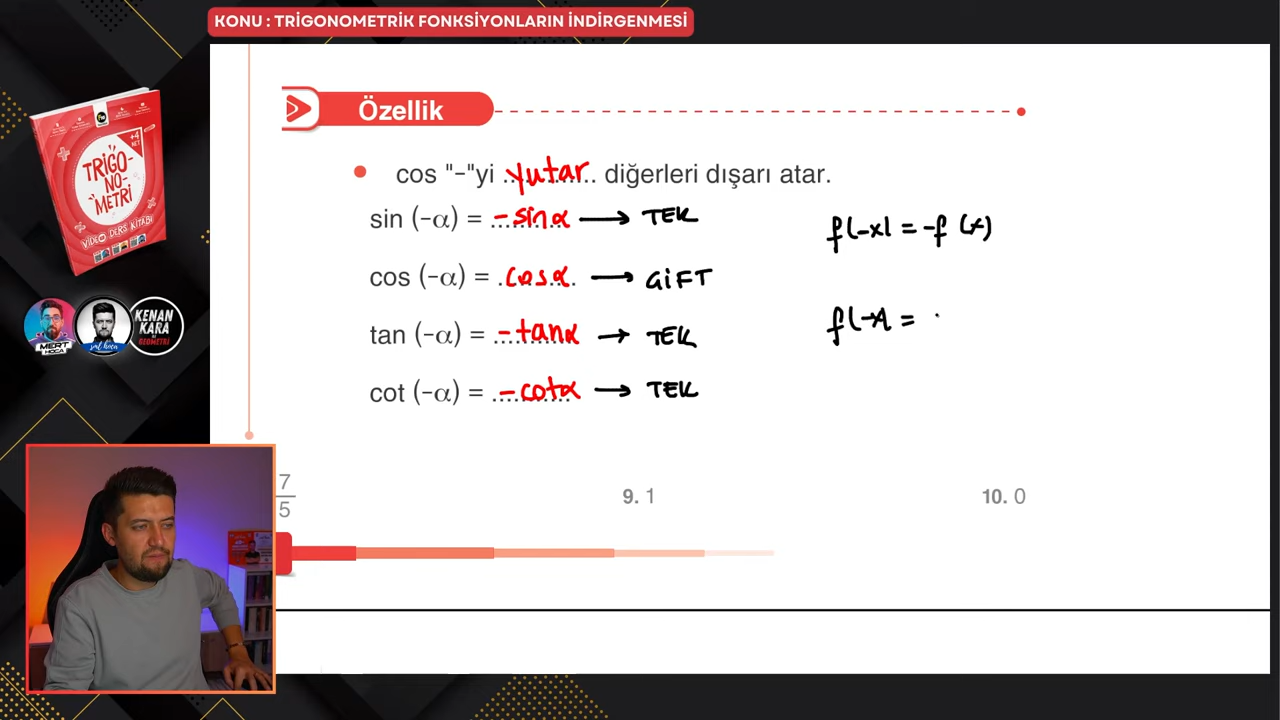 KONU : TRİGONOMETRİK FONKSİYONLARIN İNDİRGENMESİ
+4 NET
TRİGO-
NO-
METRİ
VİDEO DERS KİTABI
MERT HOCA
KENAN
KARA
GEOMETRİ
Özellik
cos "-"yi yutar diğerleri dışarı atar.
sin (-α) = -sinα → TEK
f(-x) = -f(x)
cos (-α) = cosα → ÇİFT
f(-x) =
tan (-α) = -tanα → TEK
cot (-α) = -cotα → TEK
7
5
9. 1
10. 0